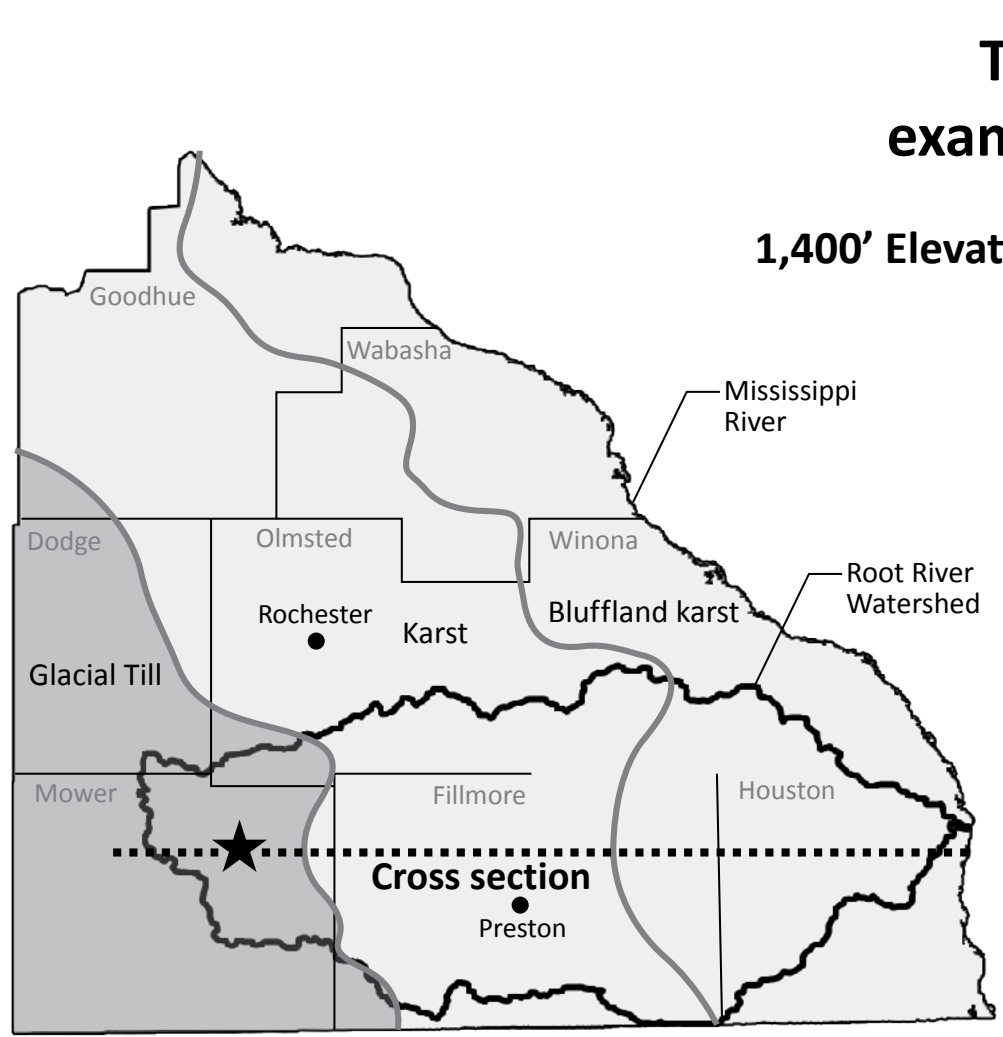 T
exan
1,400’ Elevat
Goodhue
Wabasha
Mississippi
River
Dodge
Olmsted
Winona
Root River
Watershed
Rochester
Karst
Bluffland karst
Glacial Till
Mower
Fillmore
Houston
Cross section
Preston